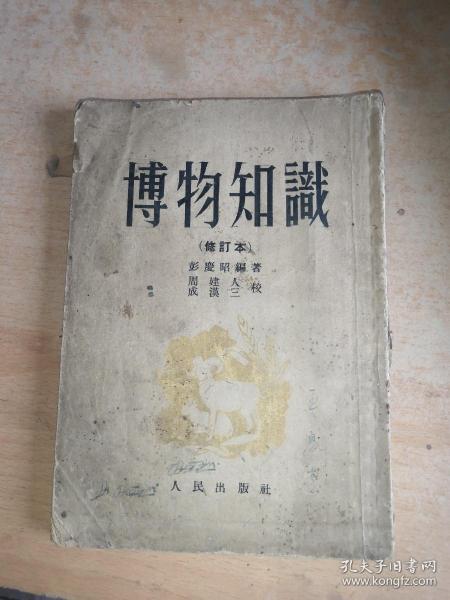 博物知識
(修訂本)
彭慶昭編著
周建人
成漢三 校
人民出版社
孔夫子旧书网
www.kongfz.com